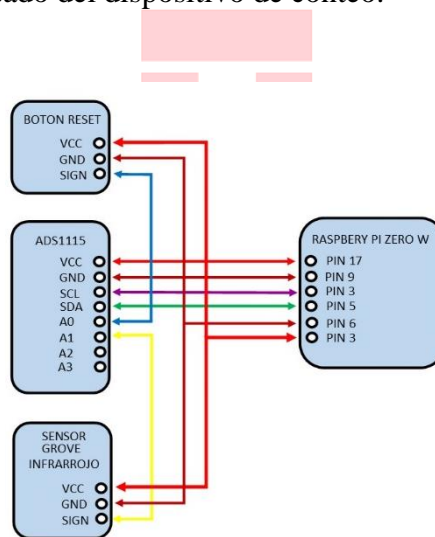 BOTON RESET
VCC
GND
SIGN
ADS1115
VCC
GND
SCL
SDA
A0
A1
A2
A3
RASPBERY PI ZERO W
PIN 17
PIN 9
PIN 3
PIN 5
PIN 6
PIN 3
SENSOR
GROVE
INFRARROJO
VCC
GND
SIGN